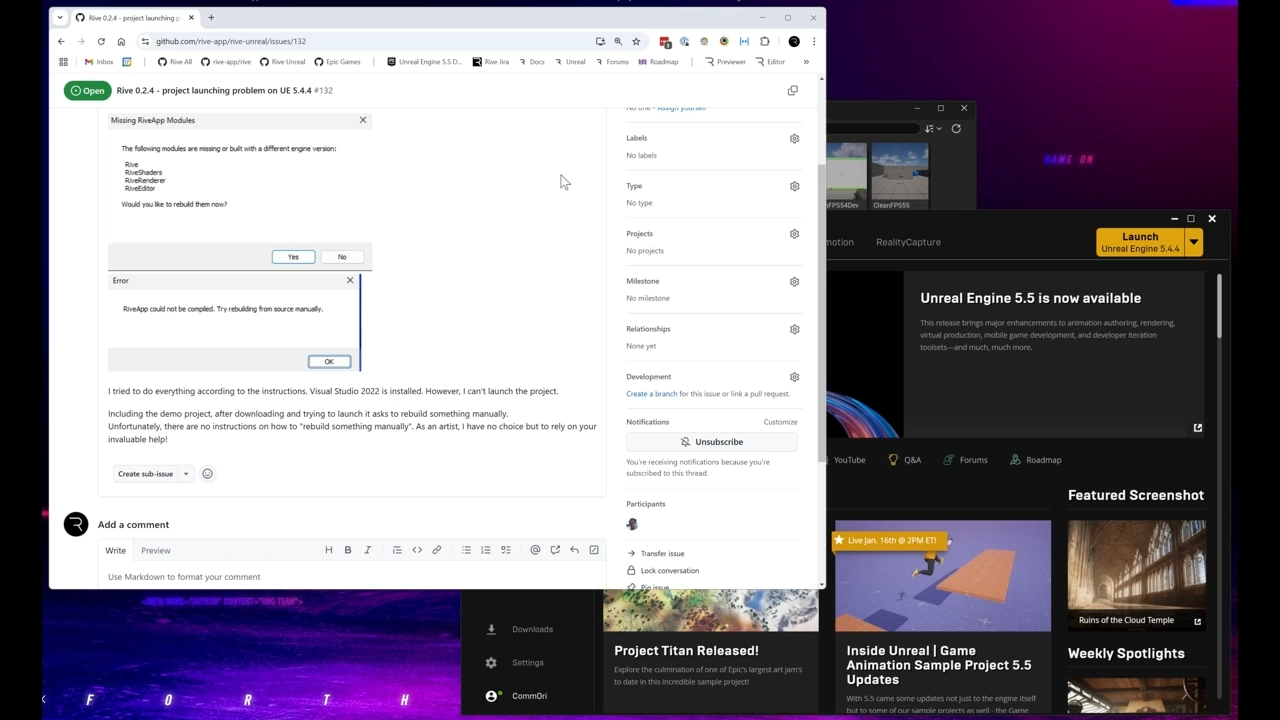 Rive 0.2.4 - project launching p
github.com/rive-app/rive-unreal/issues/132
Inbox
Rive All
rive-app/rive
Rive Unreal
Epic Games
Unreal Engine 5.5 D...
Rive Jira
Docs
Unreal
Forums
Roadmap
Previewer
Editor
»
Open
Rive 0.2.4 - project launching problem on UE 5.4.4 #132
Missing RiveApp Modules
The following modules are missing or built with a different engine version:
Rive
RiveShaders
RiveRenderer
RiveEditor
Would you like to rebuild them now?
Yes
No
Error
RiveApp could not be compiled. Try rebuilding from source manually.
OK
I tried to do everything according to the instructions. Visual Studio 2022 is installed. However, I can't launch the project.
Including the demo project, after downloading and trying to launch it asks to rebuild something manually.
Unfortunately, there are no instructions on how to "rebuild something manually". As an artist, I have no choice but to rely on your
invaluable help!
Create sub-issue
Add a comment
Write
Preview
Use Markdown to format your comment
No one - Assign yourself
Labels
No labels
Type
No type
Projects
No projects
Milestone
No milestone
Relationships
None yet
Development
Create a branch for this issue or link a pull request.
Notifications
Customize
Unsubscribe
You're receiving notifications because you're
subscribed to this thread.
Participants
Transfer issue
Lock conversation
Pin issue
FPS54Dev
CleanFPS55
GAME ON
motion
RealityCapture
Launch
Unreal Engine 5.4.4
Unreal Engine 5.5 is now available
This release brings major enhancements to animation authoring, rendering,
virtual production, mobile game development, and developer iteration
toolsets—and much, much more.
YouTube
Q&A
Forums
Roadmap
Featured Screenshot
Live Jan. 16th @ 2PM ET!
Ruins of the Cloud Temple
Weekly Spotlights
Downloads
Settings
CommOri
Project Titan Released!
Explore the culmination of one of Epic's largest art jam's
to date in this incredible sample project!
Inside Unreal | Game
Animation Sample Project 5.5
Updates
With 5.5 came some updates not just to the engine itself
but to some of our sample projects as well - the Game
<META NAME="AUTHOR" CONTENT="ROG TEAM">
F O R T H